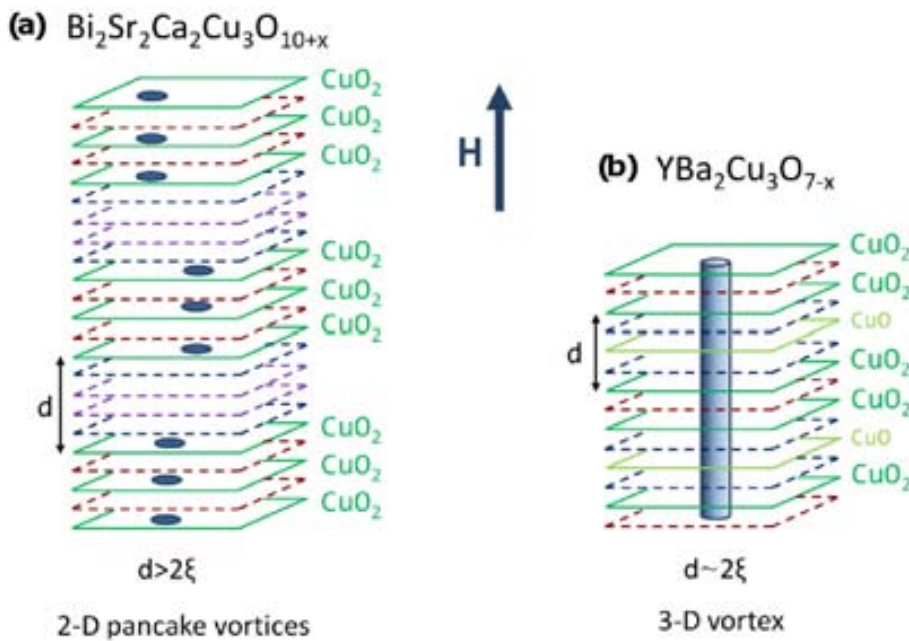 (a) Bi₂Sr₂Ca₂Cu₃O₁₀₊ₓ
CuO₂
CuO₂
CuO₂
CuO₂
CuO₂
CuO₂
d
CuO₂
CuO₂
CuO₂
d>2ξ
2-D pancake vortices
H
(b) YBa₂Cu₃O₇₋ₓ
CuO₂
CuO₂
CuO
d
CuO₂
CuO₂
CuO
CuO₂
d~2ξ
3-D vortex